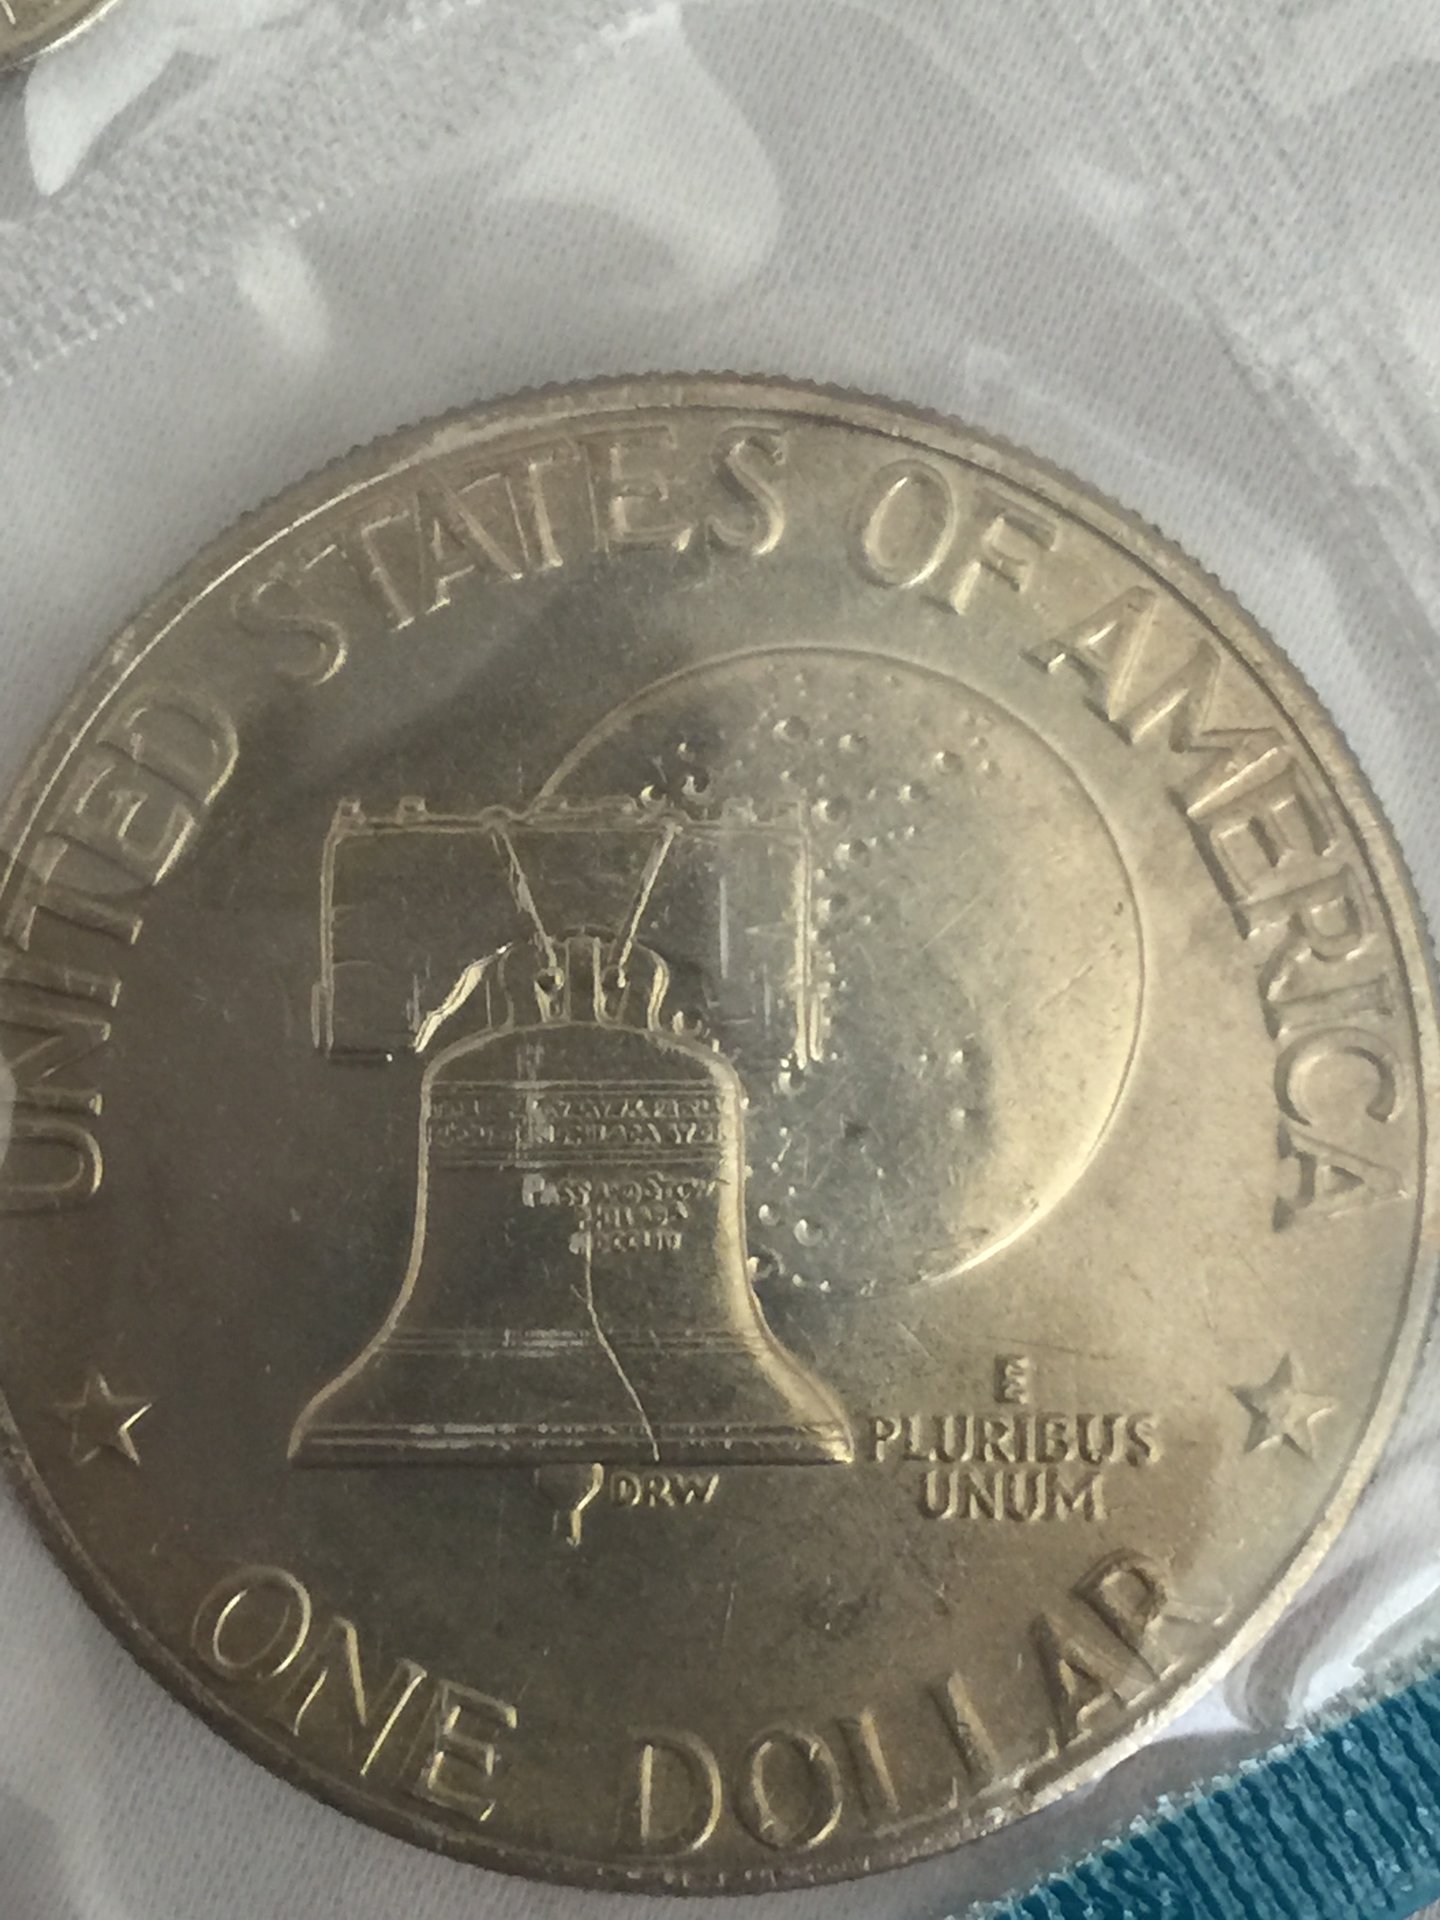 UNITED STATES OF AMERICA
E
PLURIBUS
UNUM
DRW
ONE DOLLAR